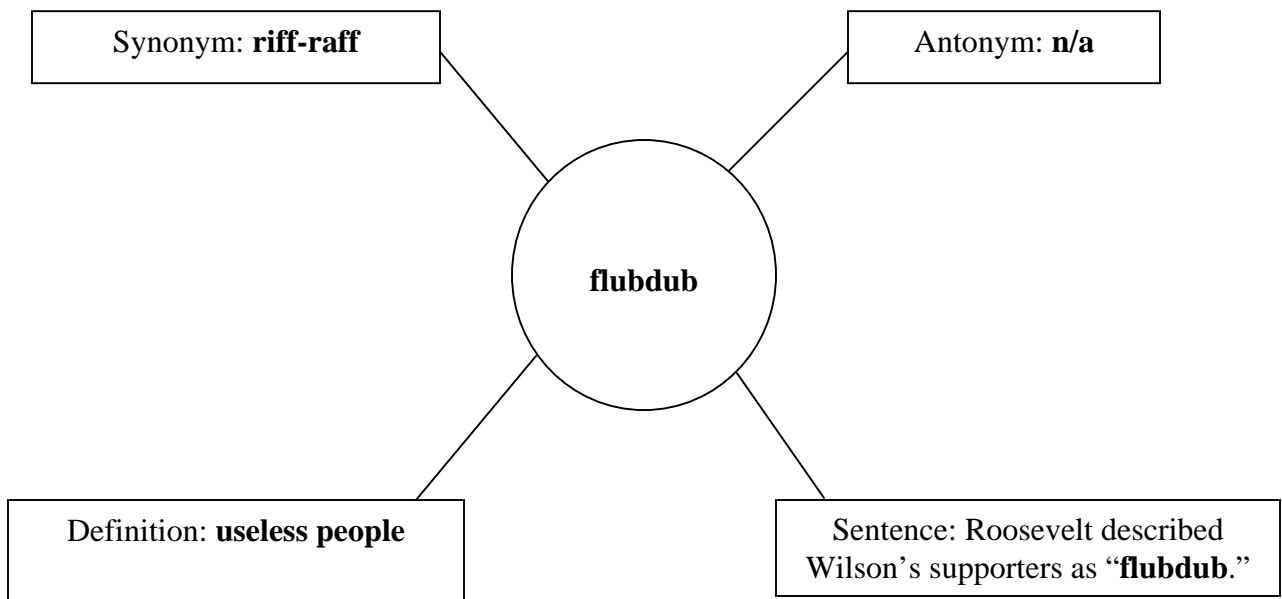 Synonym: riff-raff
Antonym: n/a
flubdub
Definition: useless people
Sentence: Roosevelt described
Wilson’s supporters as “flubdub.”